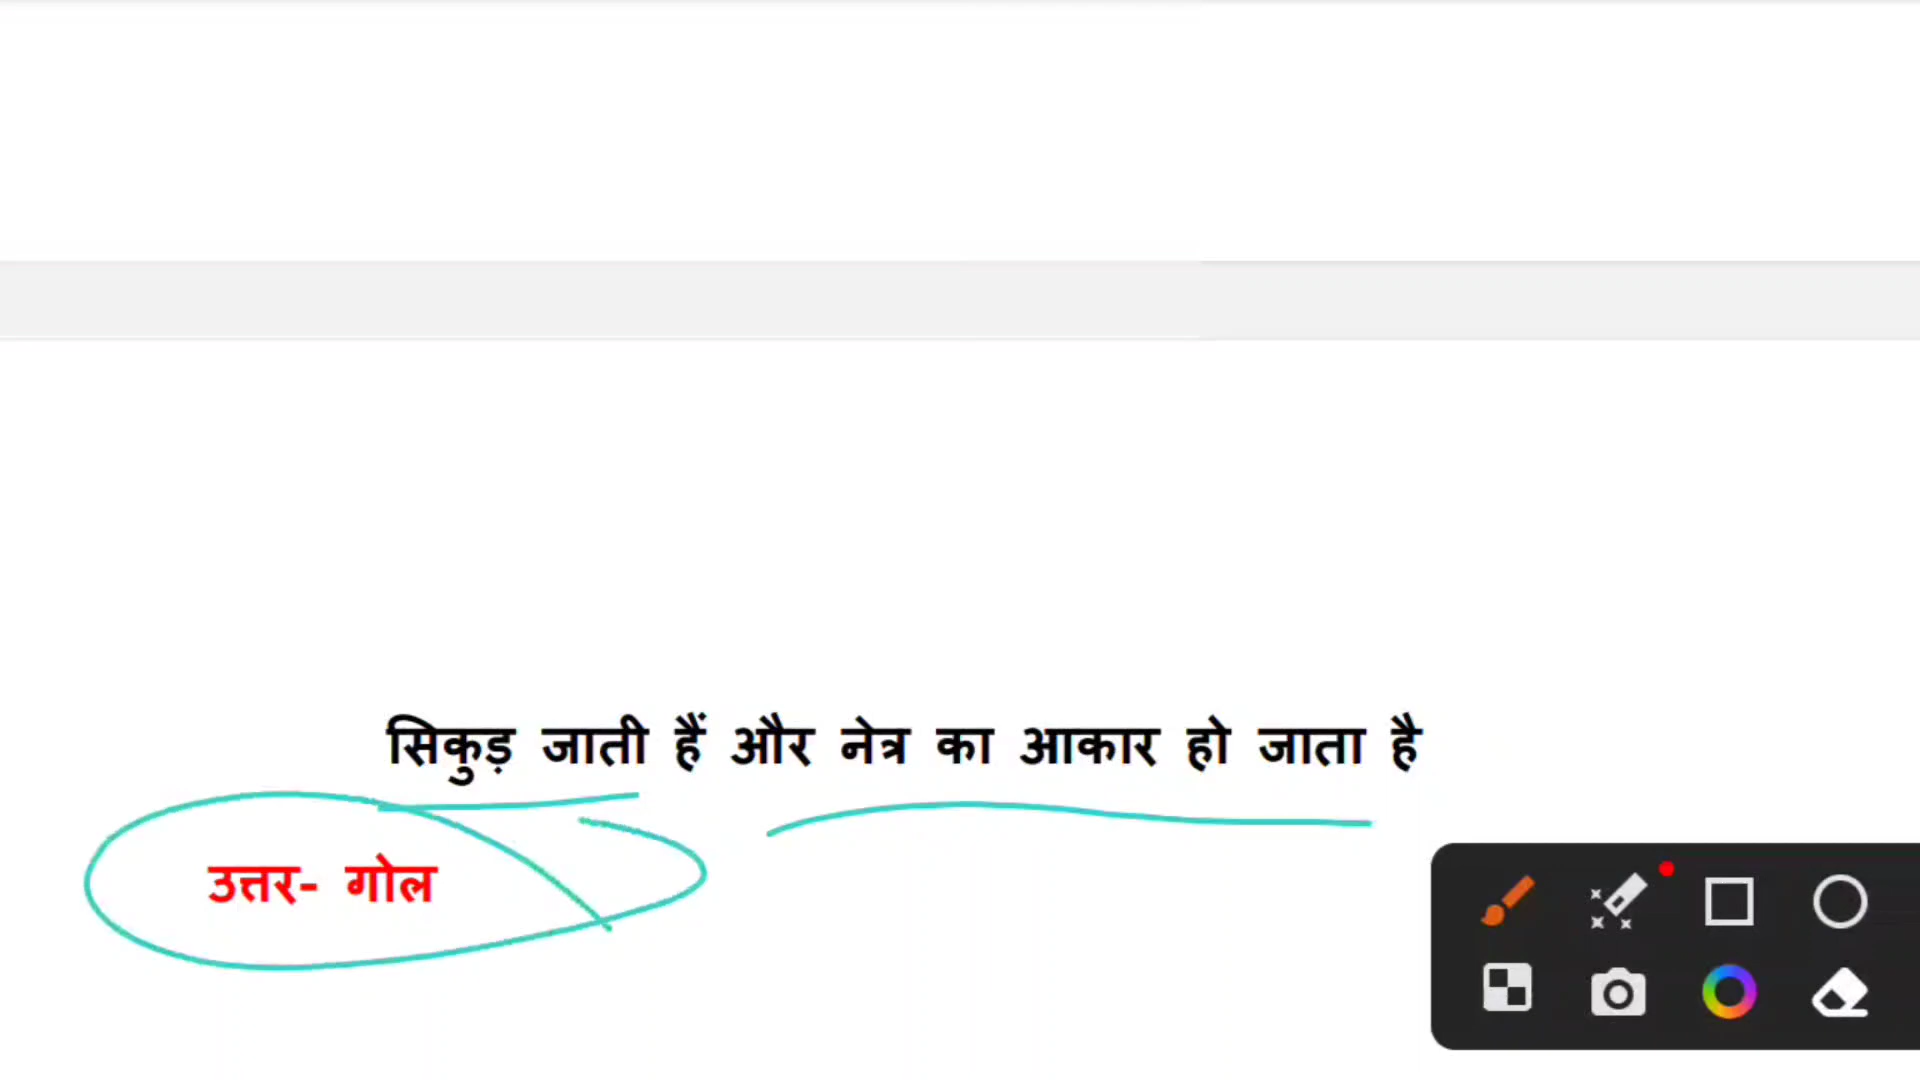 सिकुड़ जाती हैं और नेत्र का आकार हो जाता है
उत्तर- गोल